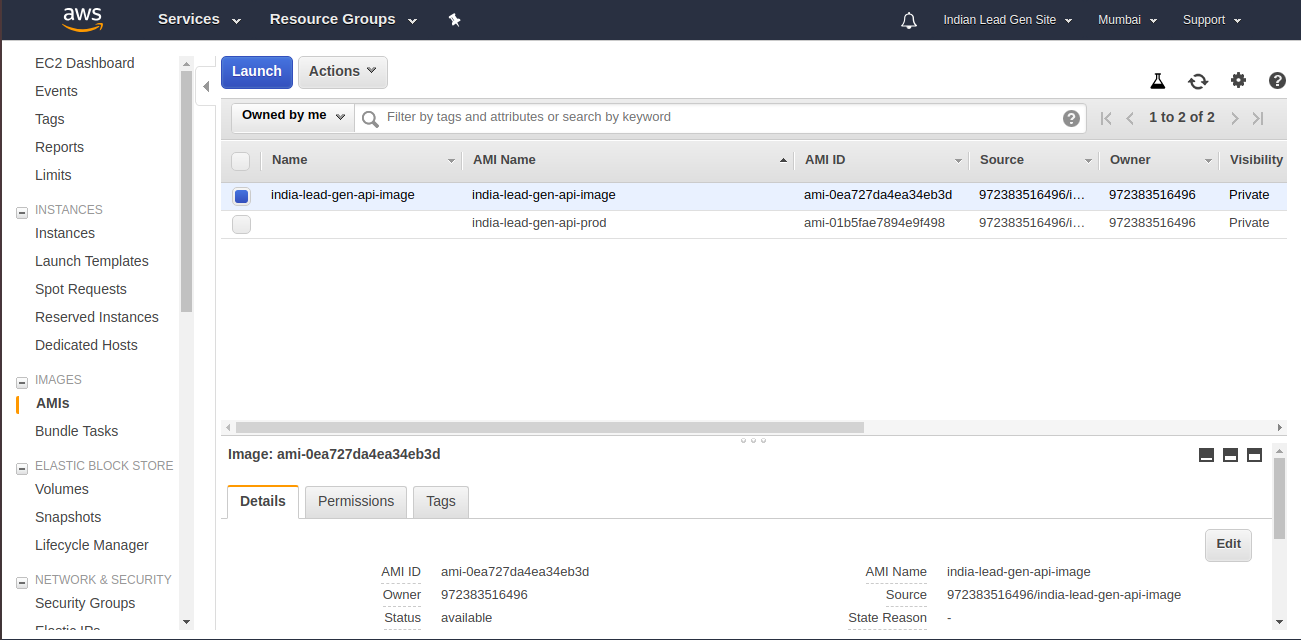 aws Services Resource Groups Indian Lead Gen Site Mumbai Support
EC2 Dashboard
Events
Tags
Reports
Limits
INSTANCES
Instances
Launch Templates
Spot Requests
Reserved Instances
Dedicated Hosts
IMAGES
AMIs
Bundle Tasks
ELASTIC BLOCK STORE
Volumes
Snapshots
Lifecycle Manager
NETWORK & SECURITY
Security Groups
Elastic IPs
Launch Actions
Owned by me Filter by tags and attributes or search by keyword ? 1 to 2 of 2
Name AMI Name AMI ID Source Owner Visibility
india-lead-gen-api-image india-lead-gen-api-image ami-0ea727da4ea34eb3d 972383516496/i… 972383516496 Private
india-lead-gen-api-prod ami-01b5fae7894e9f498 972383516496/i… 972383516496 Private
Image: ami-0ea727da4ea34eb3d
Details Permissions Tags
Edit
AMI ID ami-0ea727da4ea34eb3d AMI Name india-lead-gen-api-image
Owner 972383516496 Source 972383516496/india-lead-gen-api-image
Status available State Reason -